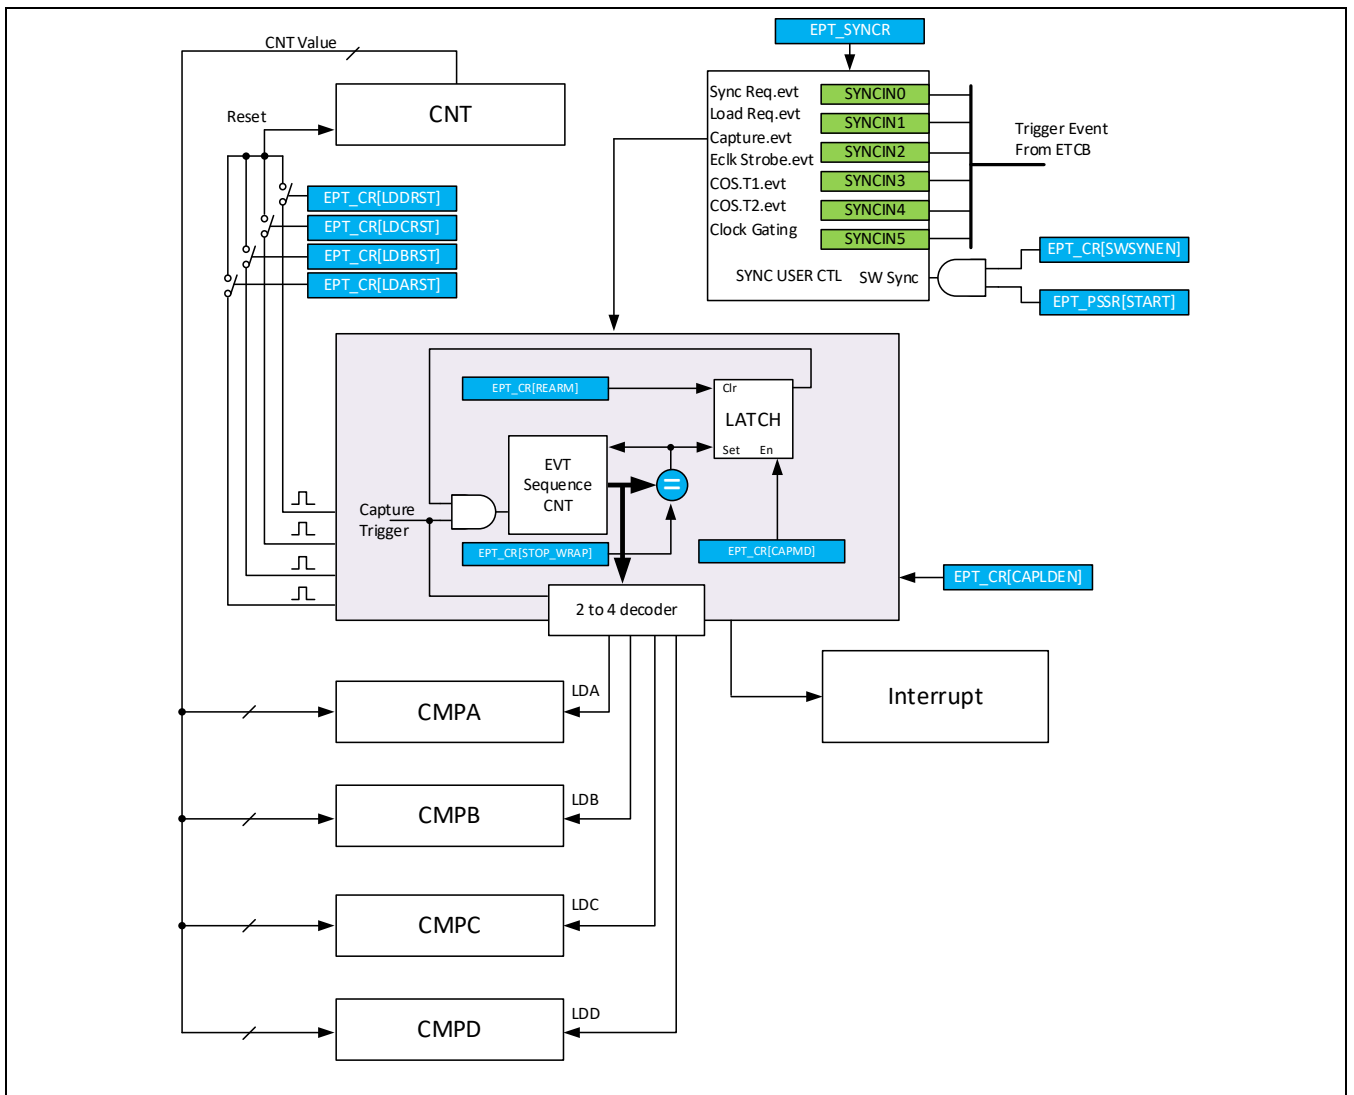 EPT_SYNCR
CNT Value
CNT
Reset
Sync Req.evt
Load Req.evt
Capture.evt
Eclk Strobe.evt
COS.T1.evt
COS.T2.evt
Clock Gating
SYNCIN0
SYNCIN1
SYNCIN2
SYNCIN3
SYNCIN4
SYNCIN5
Trigger Event
From ETCB
SYNC USER CTL
SW Sync
EPT_CR[SWSYNEN]
EPT_PSSR[START]
EPT_CR[LDDRST]
EPT_CR[LDCRST]
EPT_CR[LDBRST]
EPT_CR[LDARST]
EPT_CR[REARM]
Clr
LATCH
Set
En
EVT
Sequence
CNT
Capture
Trigger
EPT_CR[STOP_WRAP]
EPT_CR[CAPMD]
EPT_CR[CAPLDEN]
2 to 4 decoder
Interrupt
LDA
CMPA
LDB
CMPB
LDC
CMPC
LDD
CMPD